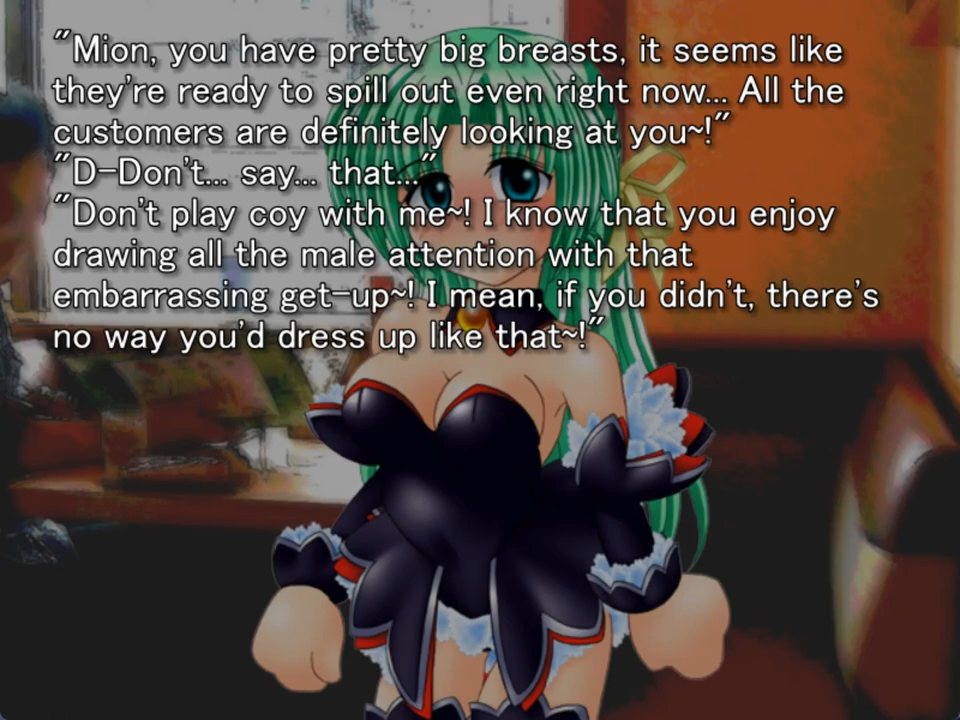 "Mion, you have pretty big breasts, it seems like
they're ready to spill out even right now... All the
customers are definitely looking at you~!"
"D-Don't... say... that..."
"Don't play coy with me~! I know that you enjoy
drawing all the male attention with that
embarrassing get-up~! I mean, if you didn't, there's
no way you'd dress up like that~!"